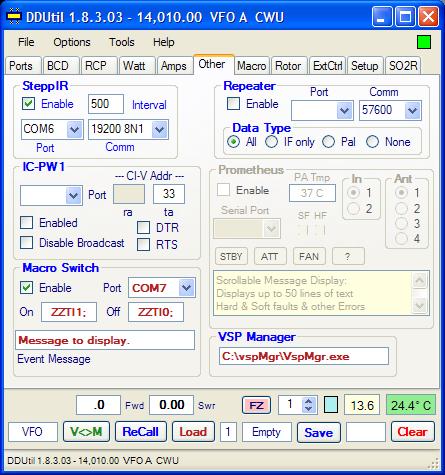 DDUtil 1.8.3.03 - 14,010.00 VFO A CWU
File Options Tools Help
Ports BCD RCP Watt Amps Other Macro Rotor ExtCtrl Setup SO2R
SteppIR
Enable 500 Interval
COM6 19200 8N1
Port Comm
Repeater
Enable Port Comm
57600
Data Type
All IF only Pal None
IC-PW1
--- CI-V Addr ---
Port 33
ra ta
Enabled DTR
Disable Broadcast RTS
Prometheus
PA Tmp In Ant
Enable 37 C 1 1
Serial Port SF HF 2 2
3
4
STBY ATT FAN ?
Scrollable Message Display:
Displays up to 50 lines of text
Hard & Soft faults & other Errors
Macro Switch
Enable Port COM7
On ZZTI1; Off ZZTI0;
Message to display.
Event Message
VSP Manager
C:\vspMgr\VspMgr.exe
.0 Fwd 0.00 Swr FZ 1 13.6 24.4° C
VFO V<>M ReCall Load 1 Empty Save Clear
DDUtil 1.8.3.03 - 14,010.00 VFO A CWU